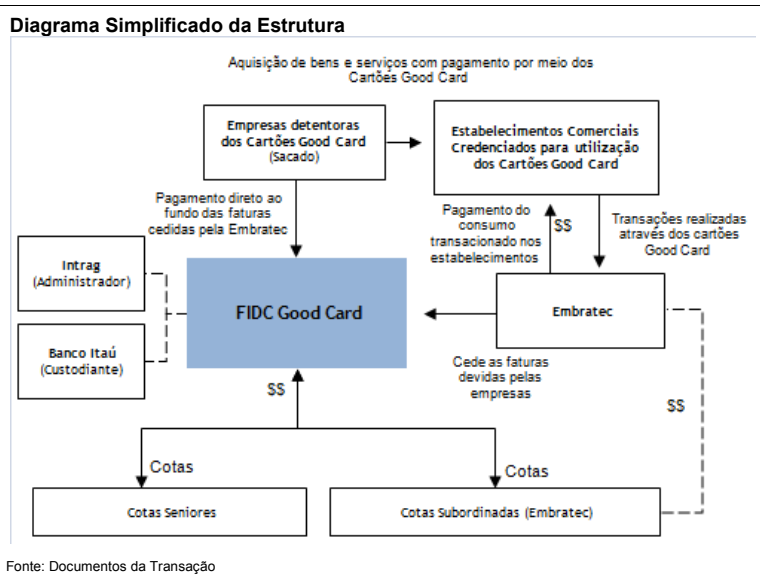 Diagrama Simplificado da Estrutura
Aquisição de bens e serviços com pagamento por meio dos
Cartões Good Card
Empresas detentoras
dos Cartões Good Card
(Sacado)
Estabelecimentos Comerciais
Credenciados para utilização
dos Cartões Good Card
Pagamento direto ao
fundo das faturas
cedidas pela Embratec
Pagamento do
consumo
transacionado nos
estabelecimentos
$$
Transações realizadas
através dos cartões
Good Card
Intrag
(Administrador)
FIDC Good Card
Embratec
Banco Itaú
(Custodiante)
Cede as faturas
devidas pelas
empresas
$$
$$
Cotas
Cotas
Cotas Seniores
Cotas Subordinadas (Embratec)
Fonte: Documentos da Transação